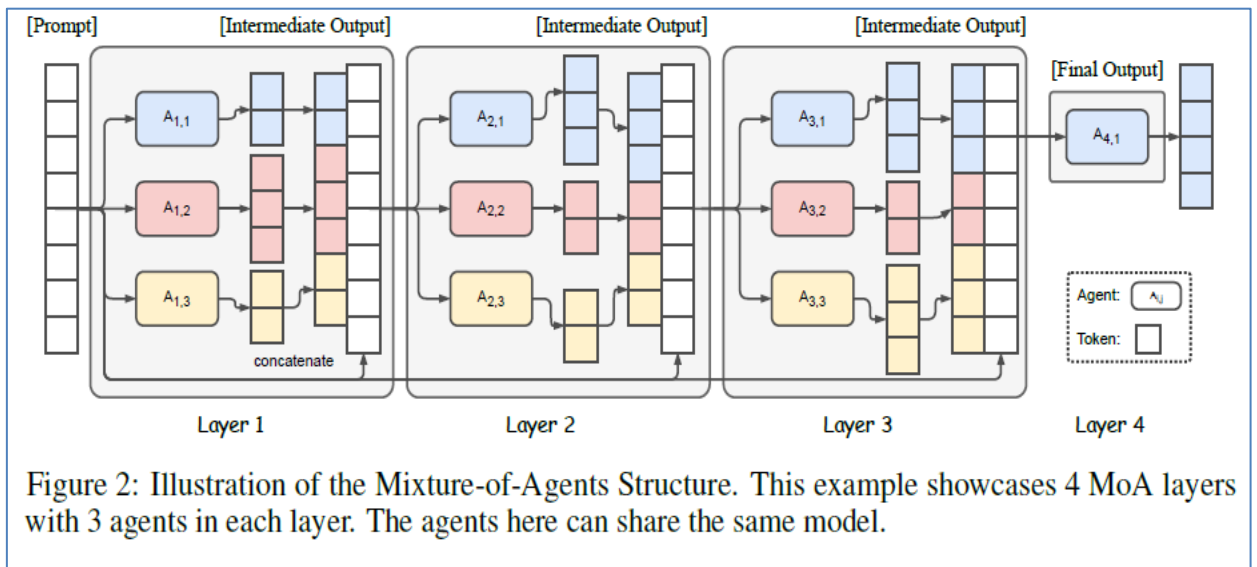 [Prompt]
[Intermediate Output]
[Intermediate Output]
[Intermediate Output]
[Final Output]
A1,1
A1,2
A1,3
concatenate
A2,1
A2,2
A2,3
A3,1
A3,2
A3,3
A4,1
Agent:
Ai,j
Token:
Layer 1
Layer 2
Layer 3
Layer 4
Figure 2: Illustration of the Mixture-of-Agents Structure. This example showcases 4 MoA layers
with 3 agents in each layer. The agents here can share the same model.